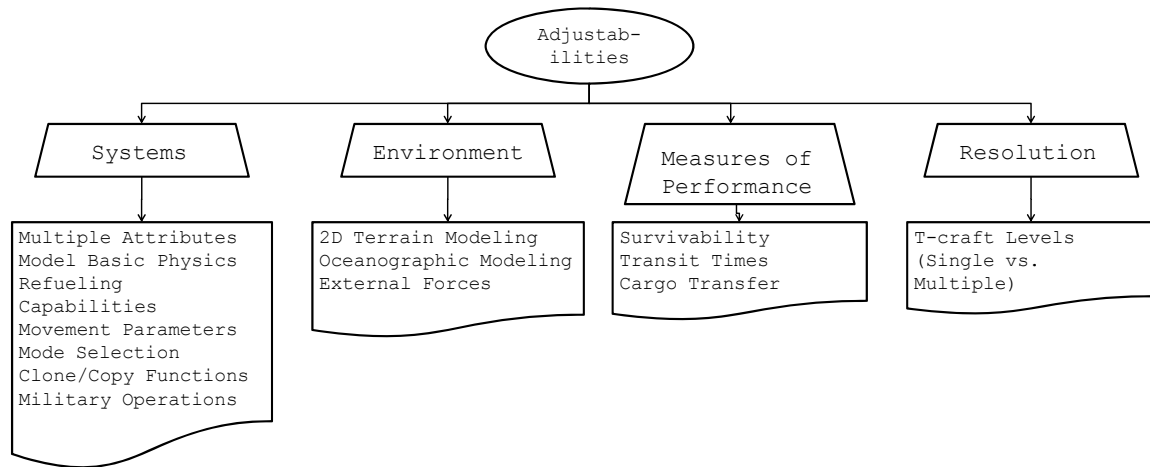 Adjustab-
ilities
Systems
Environment
Measures of
Performance
Resolution
Multiple Attributes
Model Basic Physics
Refueling
Capabilities
Movement Parameters
Mode Selection
Clone/Copy Functions
Military Operations
2D Terrain Modeling
Oceanographic Modeling
External Forces
Survivability
Transit Times
Cargo Transfer
T-craft Levels
(Single vs.
Multiple)